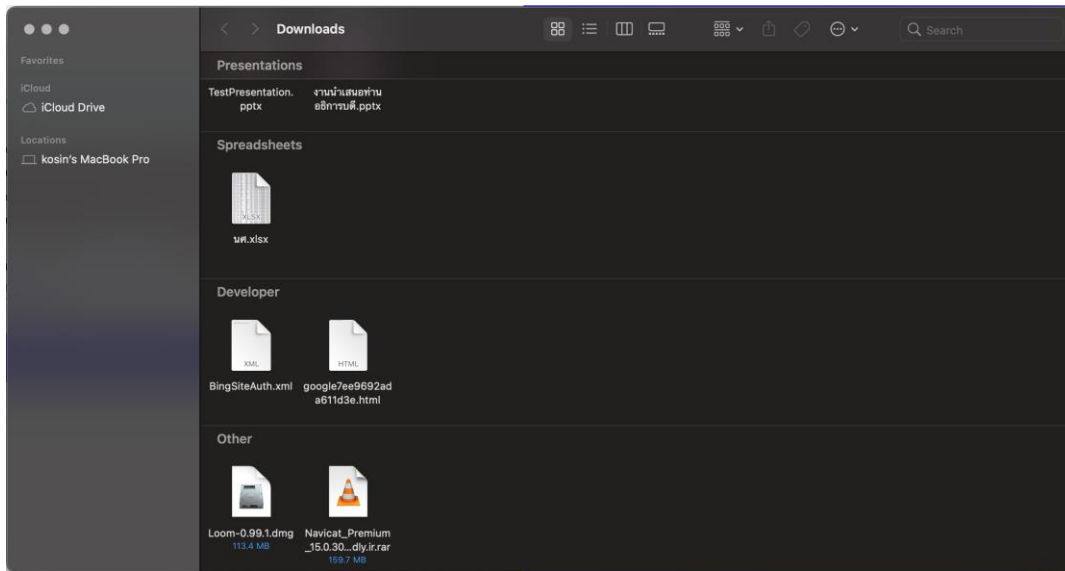 Downloads
Search
Favorites
iCloud
iCloud Drive
Locations
kosin's MacBook Pro
Presentations
TestPresentation.
pptx
งานนำเสนอท่าน
อธิการบดี.pptx
Spreadsheets
XLSX
นศ.xlsx
Developer
XML
BingSiteAuth.xml
HTML
google7ee9692ad
a611d3e.html
Other
Loom-0.99.1.dmg
113.4 MB
Navicat_Premium
_15.0.30...dly.ir.rar
159.7 MB